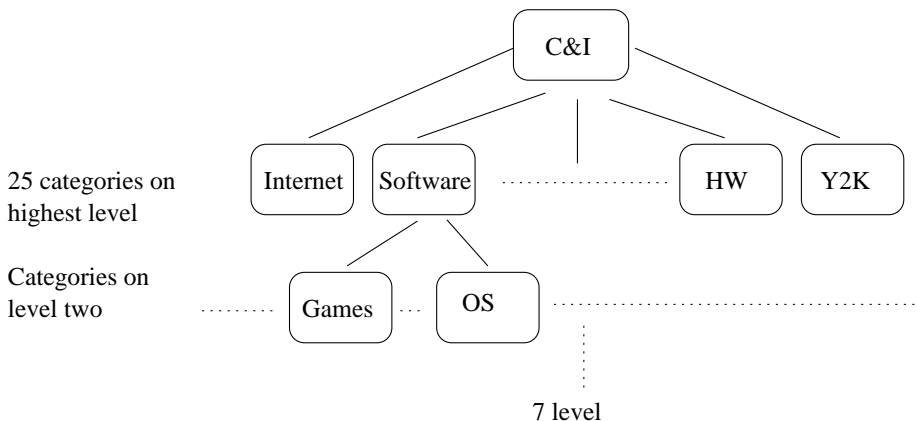 C&I
Internet
Software
HW
Y2K
25 categories on
highest level
Categories on
level two
Games
OS
7 level